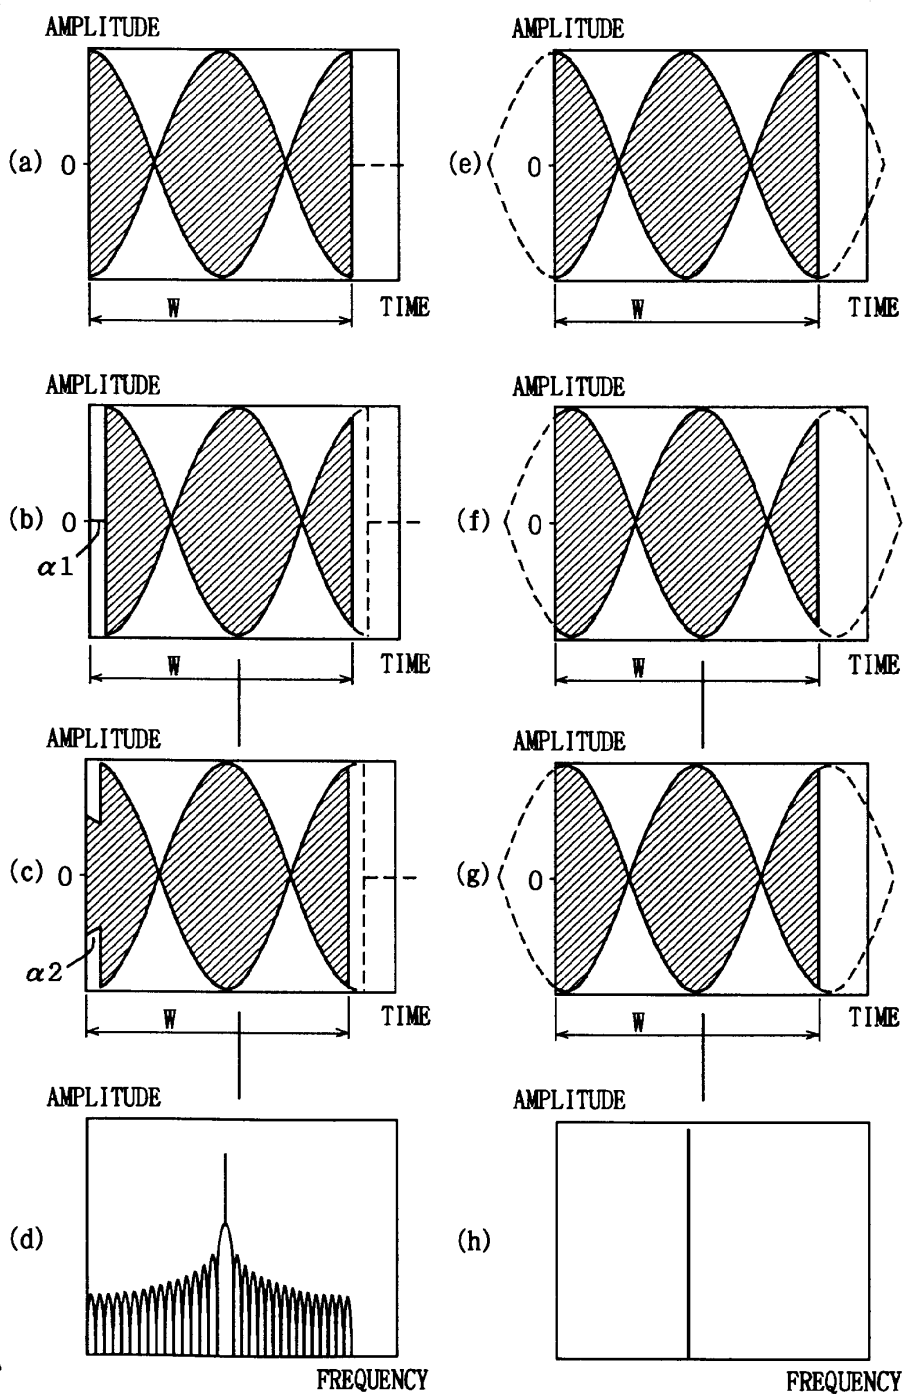 AMPLITUDE
(a) 0
W TIME
AMPLITUDE
(b) 0
α1
W TIME
AMPLITUDE
(c) 0
α2
W TIME
AMPLITUDE
(d)
FREQUENCY
AMPLITUDE
(e) 0
W TIME
AMPLITUDE
(f) 0
W TIME
AMPLITUDE
(g) 0
W TIME
AMPLITUDE
(h)
FREQUENCY